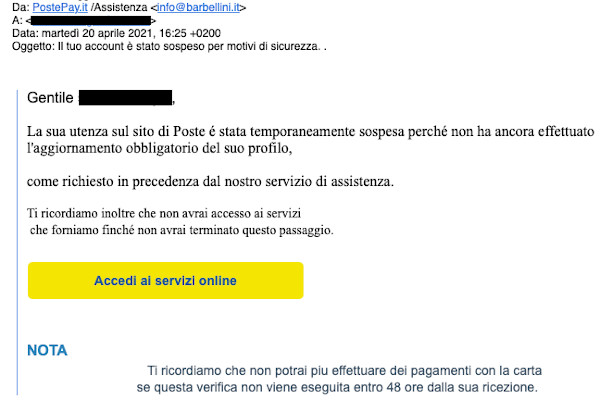 Da: PostePay.it /Assistenza <info@barbellini.it>
A: < >
Data: martedì 20 aprile 2021, 16:25 +0200
Oggetto: Il tuo account è stato sospeso per motivi di sicurezza. .
Gentile ,
La sua utenza sul sito di Poste é stata temporaneamente sospesa perché non ha ancora effettuato
l'aggiornamento obbligatorio del suo profilo,
come richiesto in precedenza dal nostro servizio di assistenza.
Ti ricordiamo inoltre che non avrai accesso ai servizi
che forniamo finché non avrai terminato questo passaggio.
Accedi ai servizi online
NOTA
Ti ricordiamo che non potrai piu effettuare dei pagamenti con la carta
se questa verifica non viene eseguita entro 48 ore dalla sua ricezione.